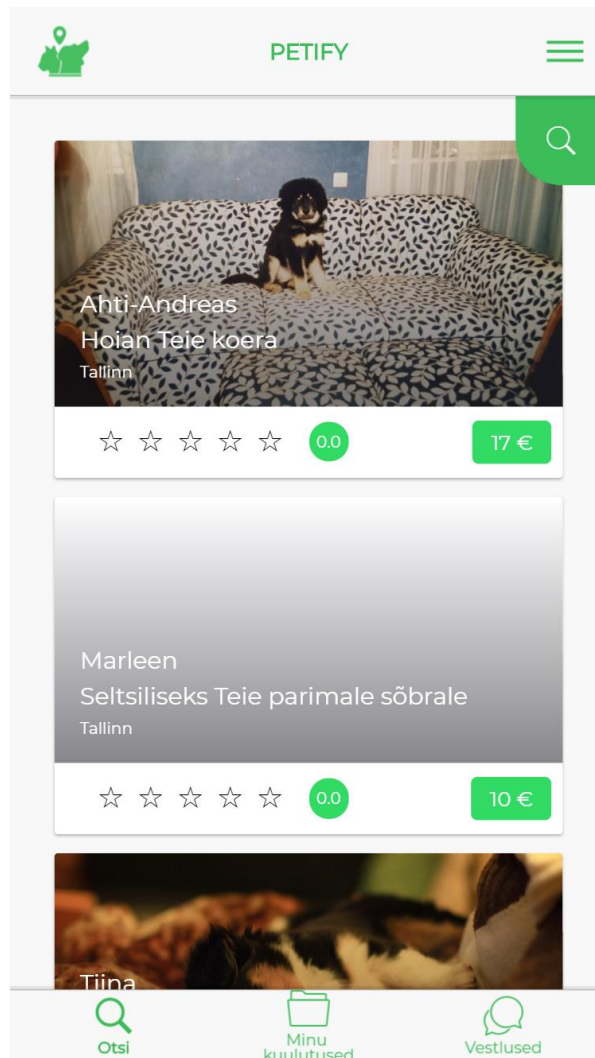 PETIFY
Ahti-Andreas
Hoian Teie koera
Tallinn
0.0
17 €
Marleen
Seltsiliseks Teie parimale sõbrale
Tallinn
0.0
10 €
Tiina
Otsi
Minu
kuulutused
Vestlused